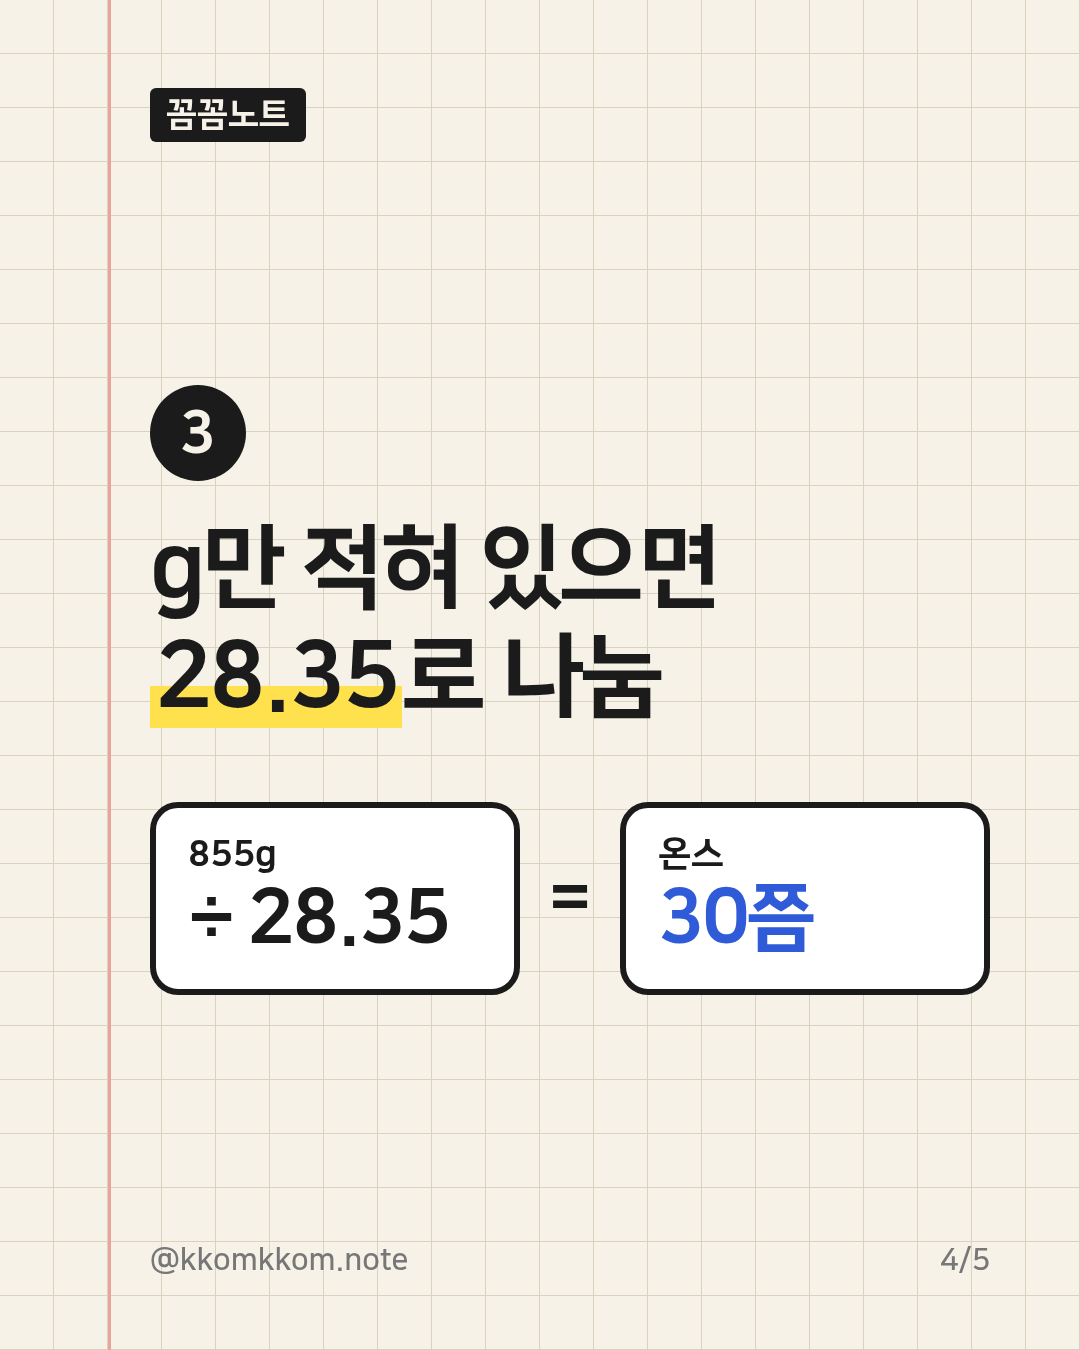 꼼꼼노트
3
g만 적혀 있으면
28.35로 나눔
855g
÷ 28.35
=
온스
30쯤
@kkomkkom.note
4/5